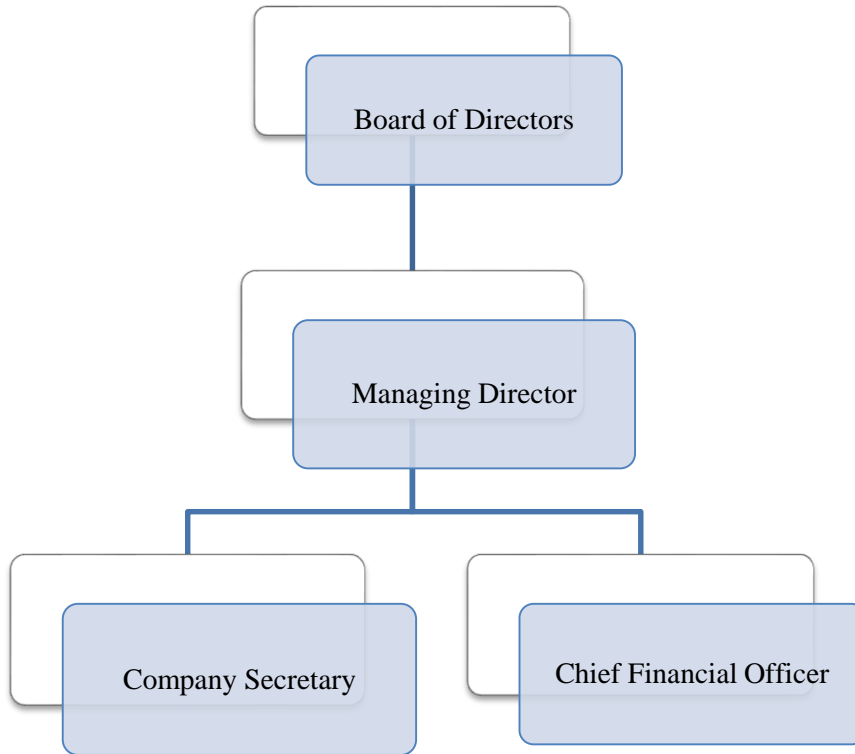 Board of Directors
Managing Director
Company Secretary
Chief Financial Officer